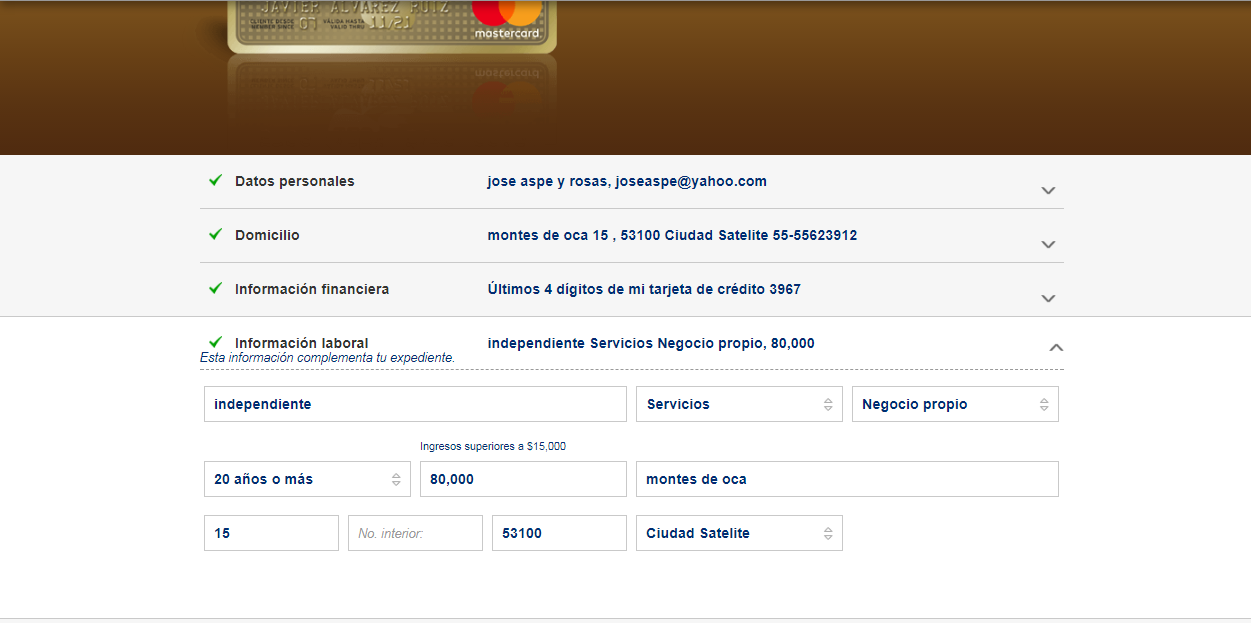 JAVIER ALVAREZ RUIZ
CLIENTE DESDE MEMBER SINCE 07 VÁLIDA HASTA VALID THRU 11/21
mastercard
Datos personales jose aspe y rosas, joseaspe@yahoo.com
Domicilio montes de oca 15 , 53100 Ciudad Satelite 55-55623912
Información financiera Últimos 4 dígitos de mi tarjeta de crédito 3967
Información laboral independiente Servicios Negocio propio, 80,000
Esta información complementa tu expediente.
independiente Servicios Negocio propio
Ingresos superiores a $15,000
20 años o más 80,000 montes de oca
15 No. interior: 53100 Ciudad Satelite